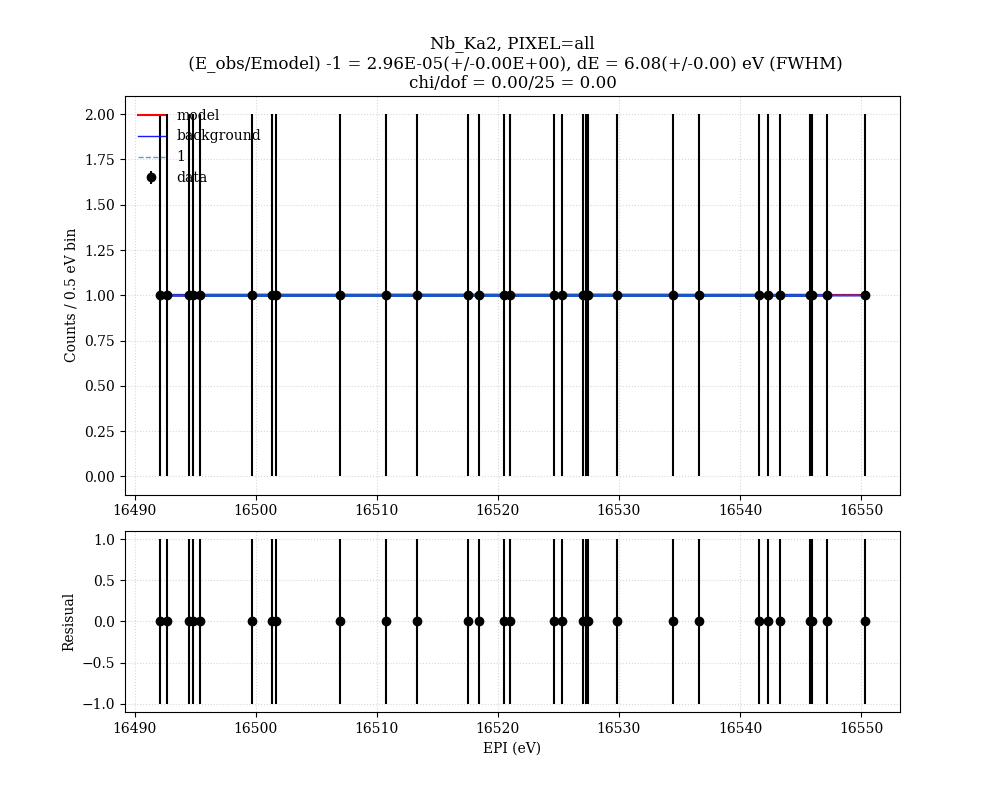 Nb_Ka2, PIXEL=all
(E_obs/Emodel) -1 = 2.96E-05(+/-0.00E+00), dE = 6.08(+/-0.00) eV (FWHM)
chi/dof = 0.00/25 = 0.00
2.00
1.75
1.50
1.25
1.00
0.75
0.50
0.25
0.00
Counts / 0.5 eV bin
model
background
1
data
16490 16500 16510 16520 16530 16540 16550
1.0
0.5
0.0
−0.5
−1.0
Resisual
16490 16500 16510 16520 16530 16540 16550
EPI (eV)